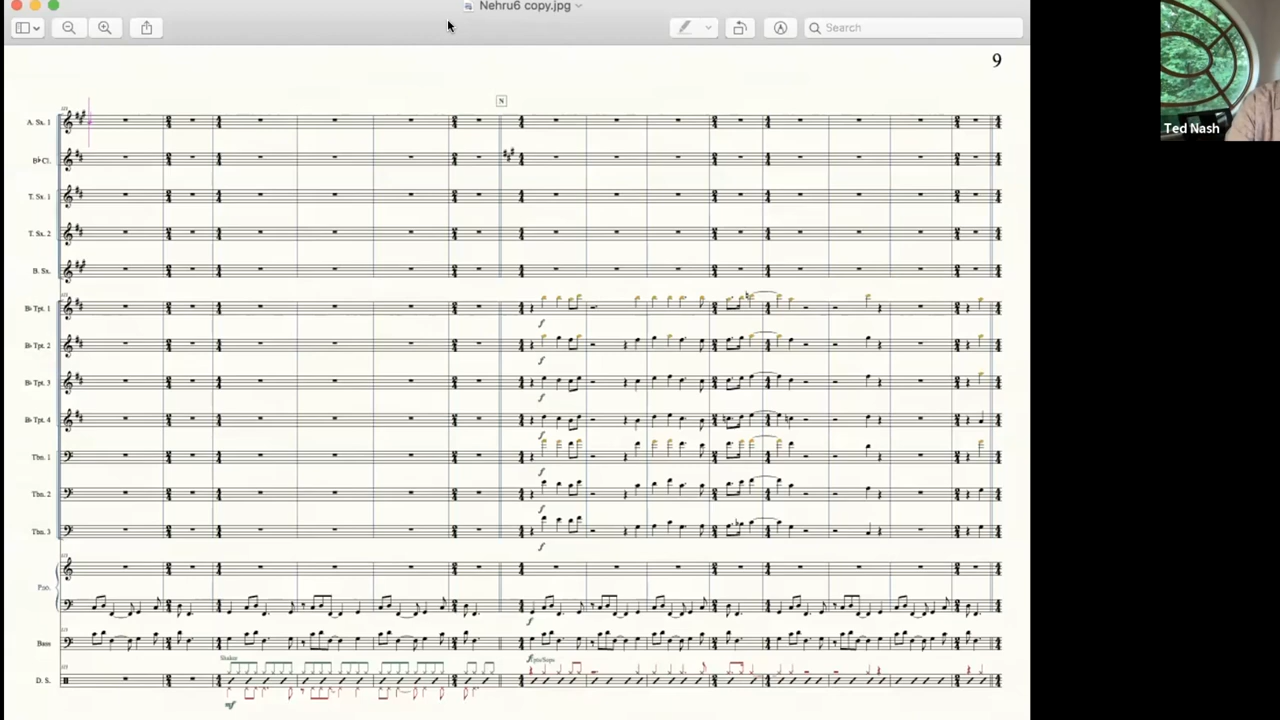 Nehru6 copy.jpg
Search
9
Ted Nash
N
A. Sx. 1
B♭ Cl.
T. Sx. 1
T. Sx. 2
B. Sx.
B♭ Tpt. 1
f
B♭ Tpt. 2
f
B♭ Tpt. 3
f
B♭ Tpt. 4
f
Tbn. 1
f
Tbn. 2
f
Tbn. 3
f
Pno.
f
Bass
f
Shaker
D. S.
mf